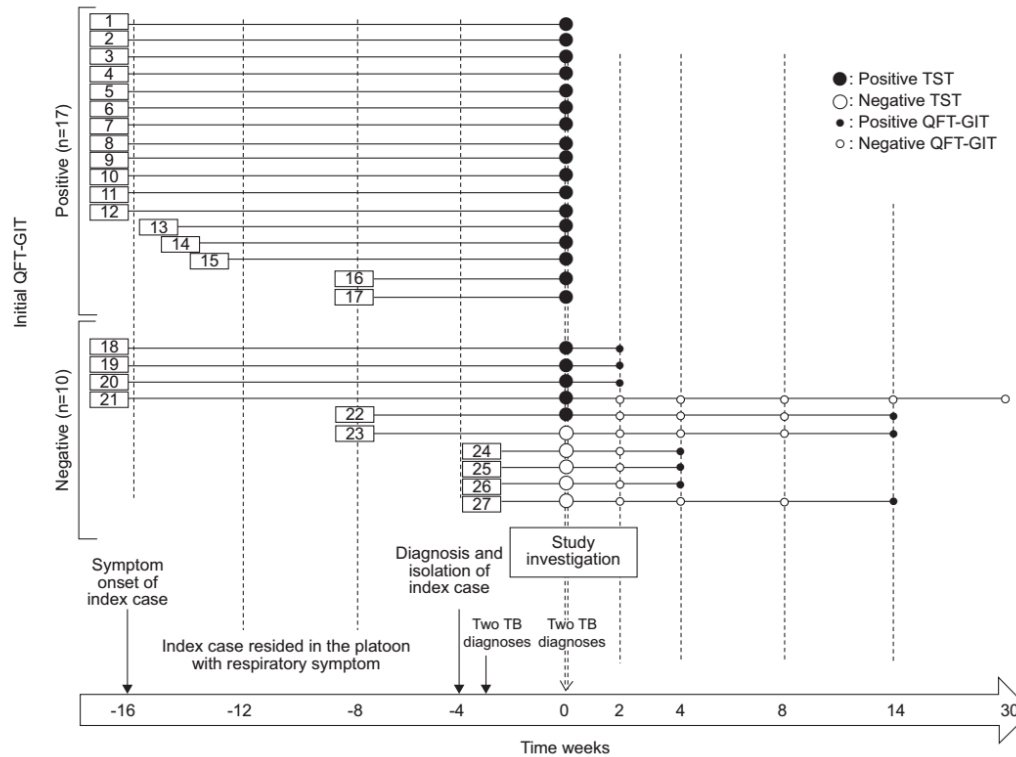 Initial QFT-GIT
Positive (n=17)
1
2
3
4
5
6
7
8
9
10
11
12
13
14
15
16
17
Negative (n=10)
18
19
20
21
22
23
24
25
26
27
: Positive TST
: Negative TST
: Positive QFT-GIT
: Negative QFT-GIT
Symptom
onset of
index case
Index case resided in the platoon
with respiratory symptom
Diagnosis and
isolation of
index case
Two TB
diagnoses
Study
investigation
Two TB
diagnoses
-16 -12 -8 -4 0 2 4 8 14 30
Time weeks